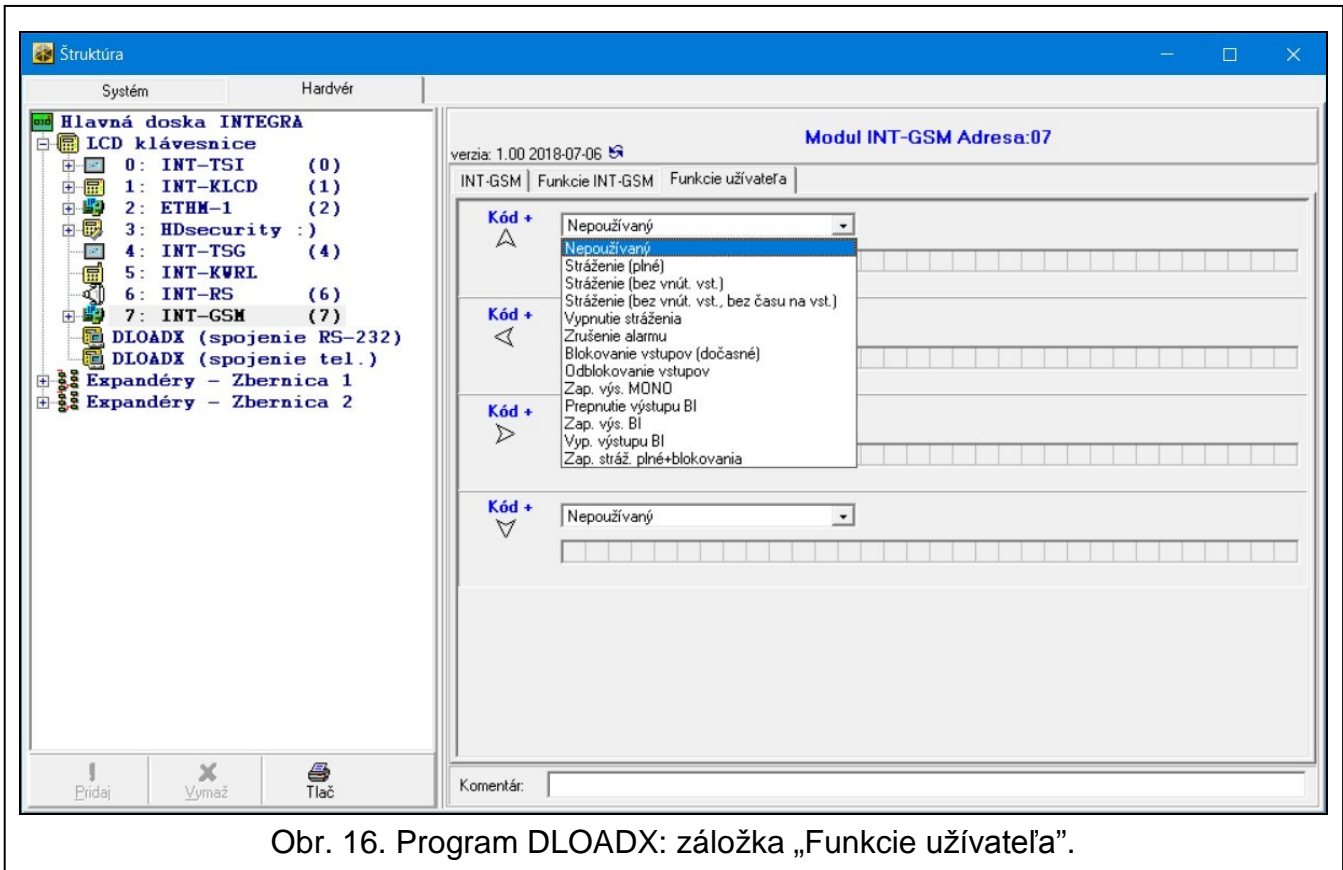 Štruktúra
Systém
Hardvér
Hlavná doska INTEGRA
LCD klávesnice
0: INT-TSI (0)
1: INT-KLCD (1)
2: ETHM-1 (2)
3: HDsecurity :)
4: INT-TSG (4)
5: INT-KWRL
6: INT-RS (6)
7: INT-GSM (7)
DLOADX (spojenie RS-232)
DLOADX (spojenie tel.)
Expandéry - Zbernica 1
Expandéry - Zbernica 2
Pridaj
Vymaž
Tlač
Modul INT-GSM Adresa:07
verzia: 1.00 2018-07-06
INT-GSM
Funkcie INT-GSM
Funkcie užívateľa
Kód +
Nepoužívaný
Nepoužívaný
Stráženie (plné)
Stráženie (bez vnút. vst.)
Stráženie (bez vnút. vst., bez času na vst.)
Kód +
Vypnutie stráženia
Zrušenie alarmu
Blokovanie vstupov (dočasné)
Odblokovanie vstupov
Zap. výs. MONO
Kód +
Prepnutie výstupu BI
Zap. výs. BI
Vyp. výstupu BI
Zap. stráž. plné+blokovania
Kód +
Nepoužívaný
Komentár:
Obr. 16. Program DLOADX: záložka „Funkcie užívateľa”.